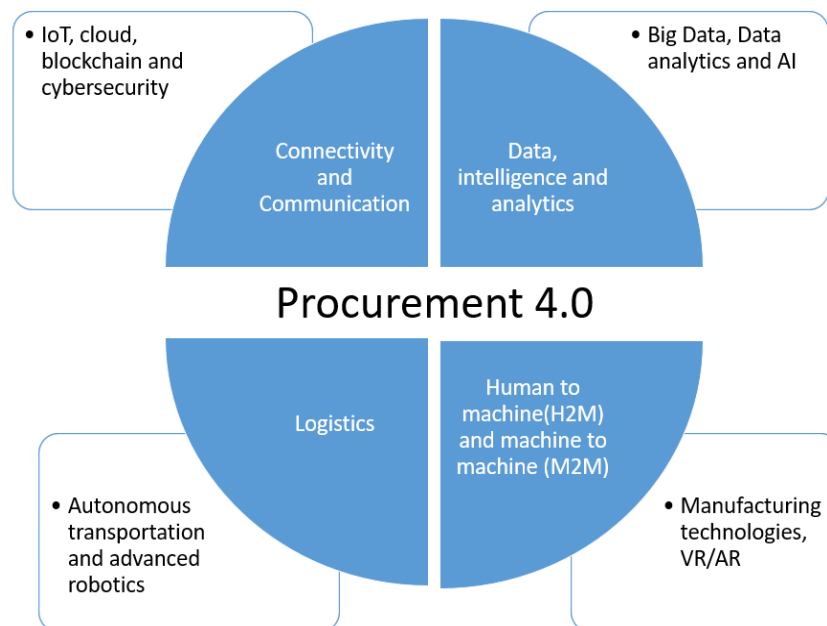 • IoT, cloud,
blockchain and
cybersecurity
• Big Data, Data
analytics and AI
Connectivity
and
Communication
Data,
intelligence and
analytics
Procurement 4.0
Logistics
Human to
machine(H2M)
and machine to
machine (M2M)
• Autonomous
transportation
and advanced
robotics
• Manufacturing
technologies,
VR/AR